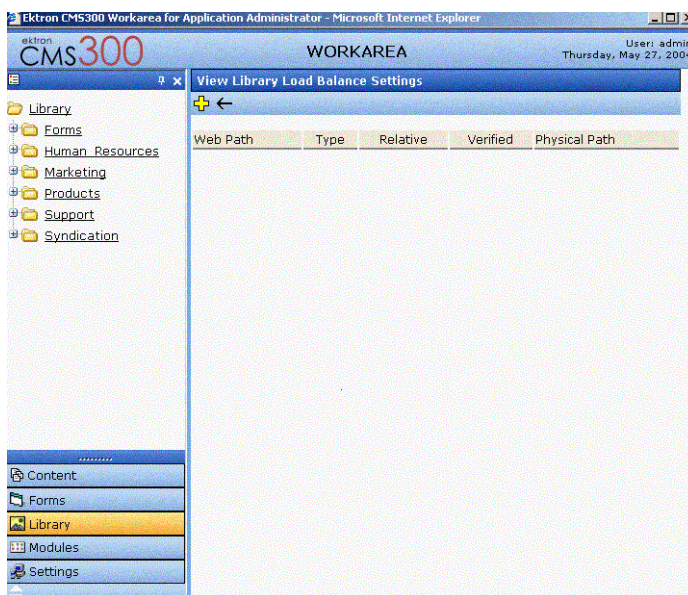 Ektron CMS300 Workarea for Application Administrator - Microsoft Internet Explorer
ektron
CMS300
WORKAREA
User: admin
Thursday, May 27, 2004
View Library Load Balance Settings
Library
Forms
Human Resources
Marketing
Products
Support
Syndication
Web Path Type Relative Verified Physical Path
Content
Forms
Library
Modules
Settings